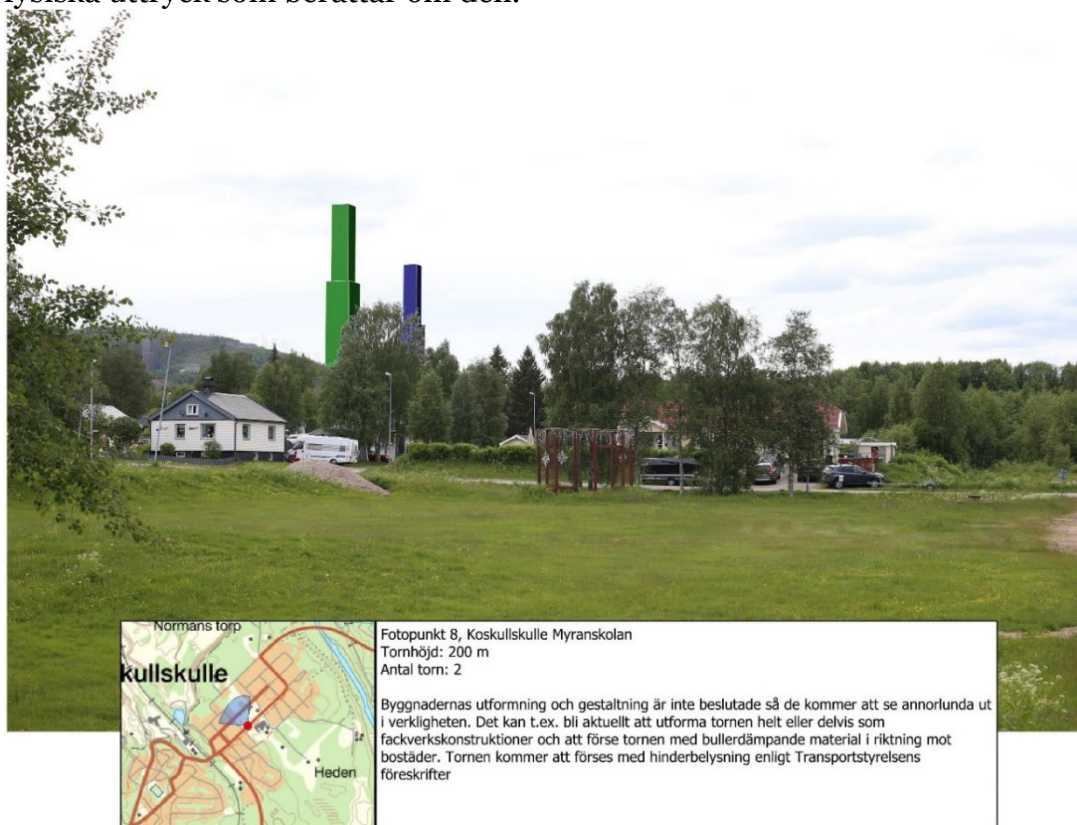 fysiska uttryck som berättar om den.
Normans torp
kullskulle
Heden
Fotopunkt 8, Koskullskulle Myranskolan
Tornhöjd: 200 m
Antal torn: 2
Byggnadernas utformning och gestaltning är inte beslutade så de kommer att se annorlunda ut
i verkligheten. Det kan t.ex. bli aktuellt att utforma tornen helt eller delvis som
fackverkskonstruktioner och att förse tornen med bullerdämpande material i riktning mot
bostäder. Tornen kommer att förses med hinderbelysning enligt Transportstyrelsens
föreskrifter